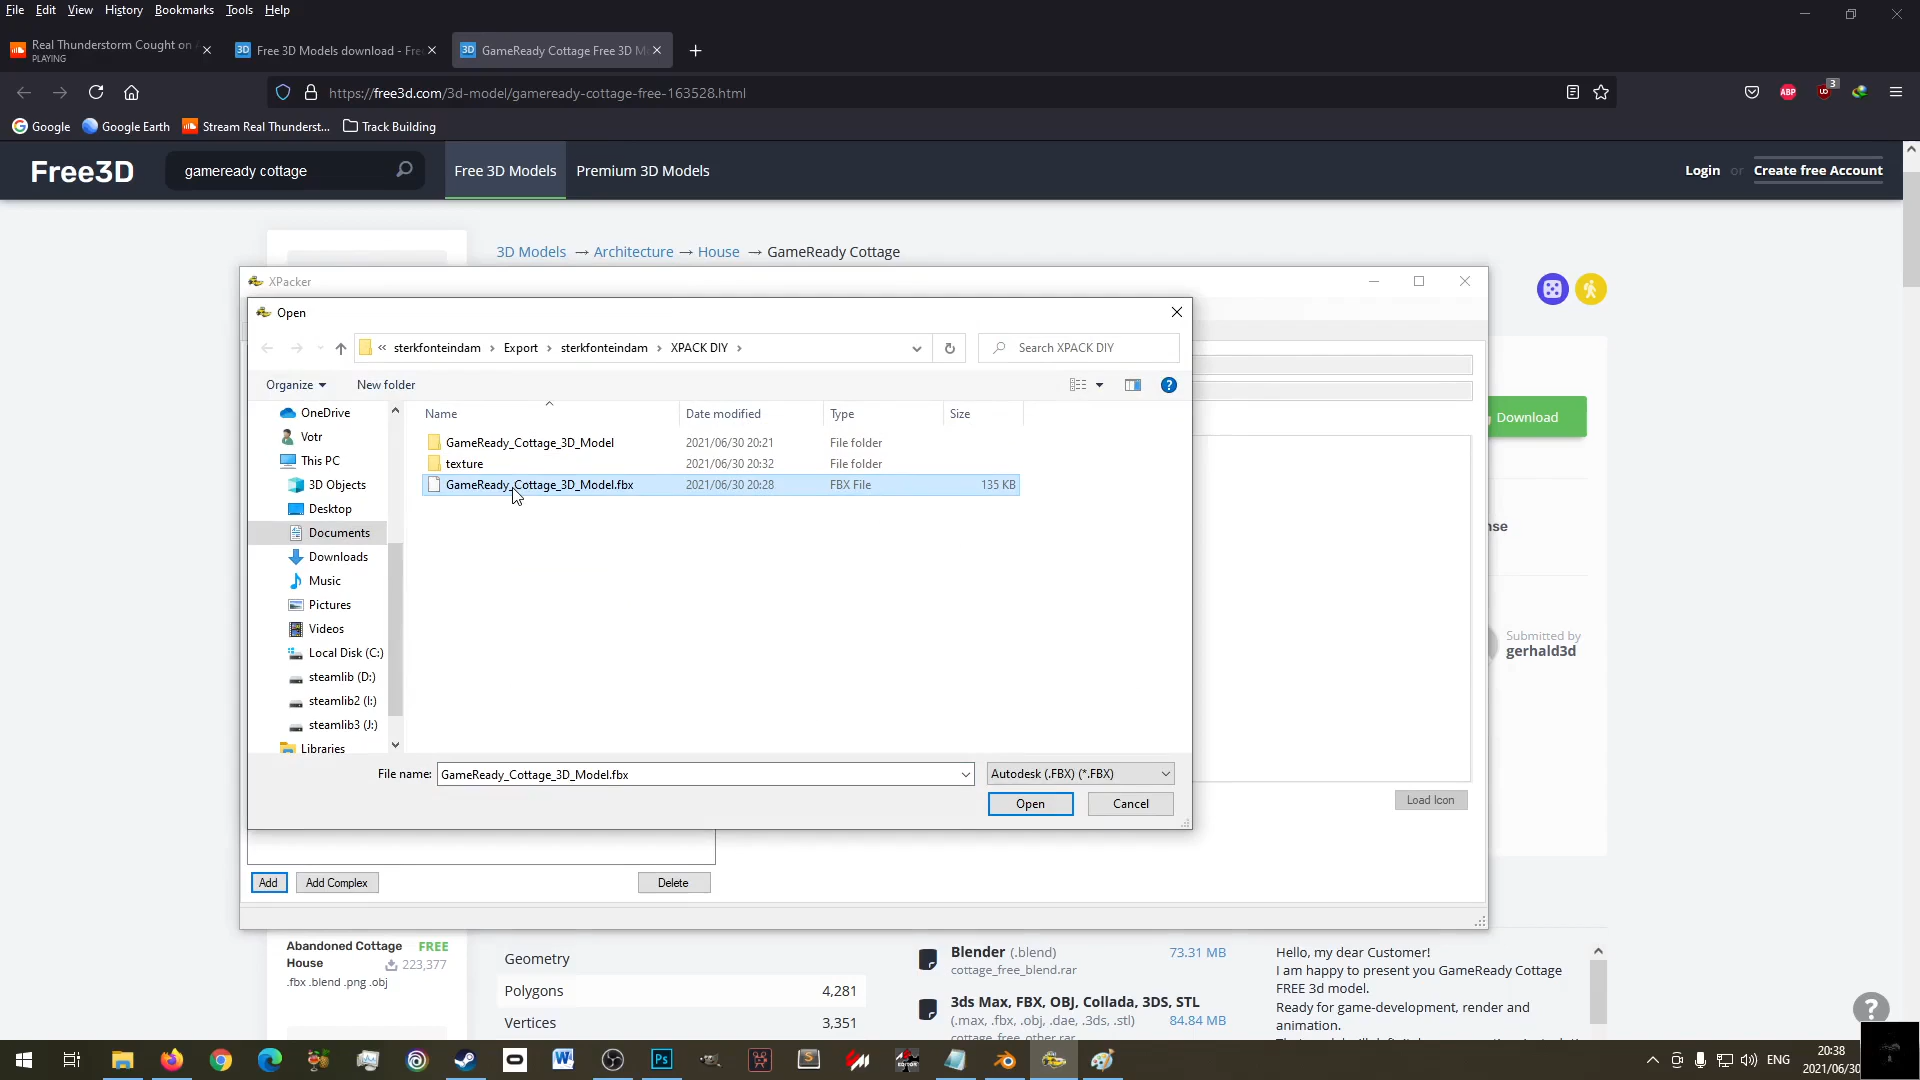 File Edit View History Bookmarks Tools Help
Real Thunderstorm Cought on
PLAYING
Free 3D Models download - Fre
GameReady Cottage Free 3D M
https://free3d.com/3d-model/gameready-cottage-free-163528.html
ABP
3
Google
Google Earth
Stream Real Thunderst...
Track Building
Free3D
gameready cottage
Free 3D Models
Premium 3D Models
Login or Create free Account
3D Models → Architecture → House → GameReady Cottage
XPacker
Open
« sterkfonteindam › Export › sterkfonteindam › XPACK DIY ›
Search XPACK DIY
Organize
New folder
Name Date modified Type Size
GameReady_Cottage_3D_Model 2021/06/30 20:21 File folder
texture 2021/06/30 20:32 File folder
GameReady_Cottage_3D_Model.fbx 2021/06/30 20:28 FBX File 135 KB
OneDrive
Votr
This PC
3D Objects
Desktop
Documents
Downloads
Music
Pictures
Videos
Local Disk (C:)
steamlib (D:)
steamlib2 (I:)
steamlib3 (J:)
Libraries
File name: GameReady_Cottage_3D_Model.fbx
Autodesk (.FBX) (*.FBX)
Open
Cancel
Download
nse
Submitted by
gerhald3d
Load Icon
Add
Add Complex
Delete
Abandoned Cottage House FREE
223,377
.fbx .blend .png .obj
Geometry
Polygons 4,281
Vertices 3,351
Blender (.blend) 73.31 MB
cottage_free_blend.rar
3ds Max, FBX, OBJ, Collada, 3DS, STL
(.max, .fbx, .obj, .dae, .3ds, .stl) 84.84 MB
cottage_free_other.rar
Hello, my dear Customer!
I am happy to present you GameReady Cottage
FREE 3d model.
Ready for game-development, render and
animation.
ENG
20:38
2021/06/30